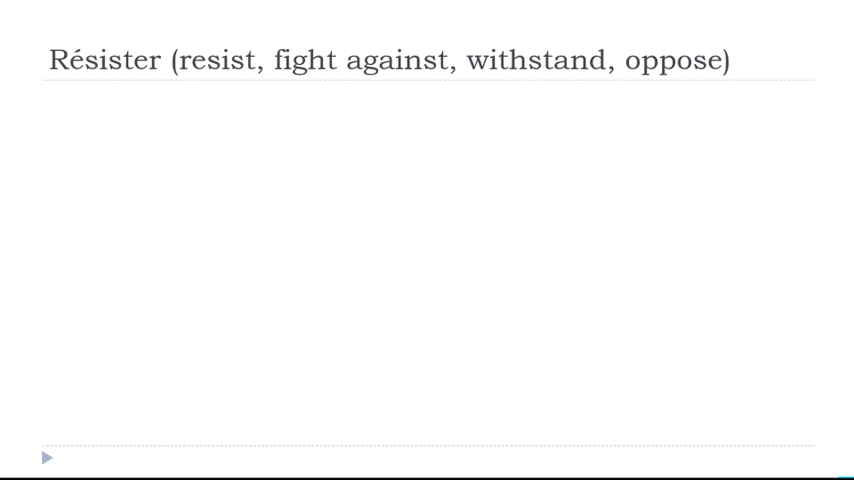 Résister (resist, fight against, withstand, oppose)